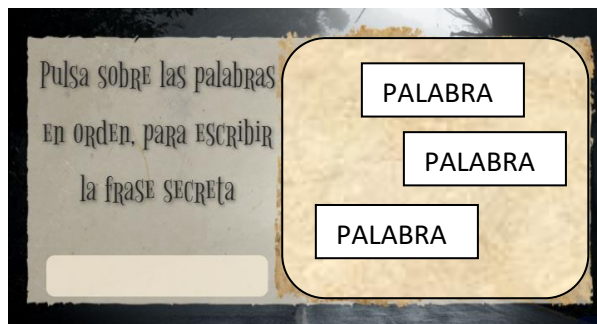 Pulsa sobre las palabras
en orden, para escribir
la frase secreta
PALABRA
PALABRA
PALABRA